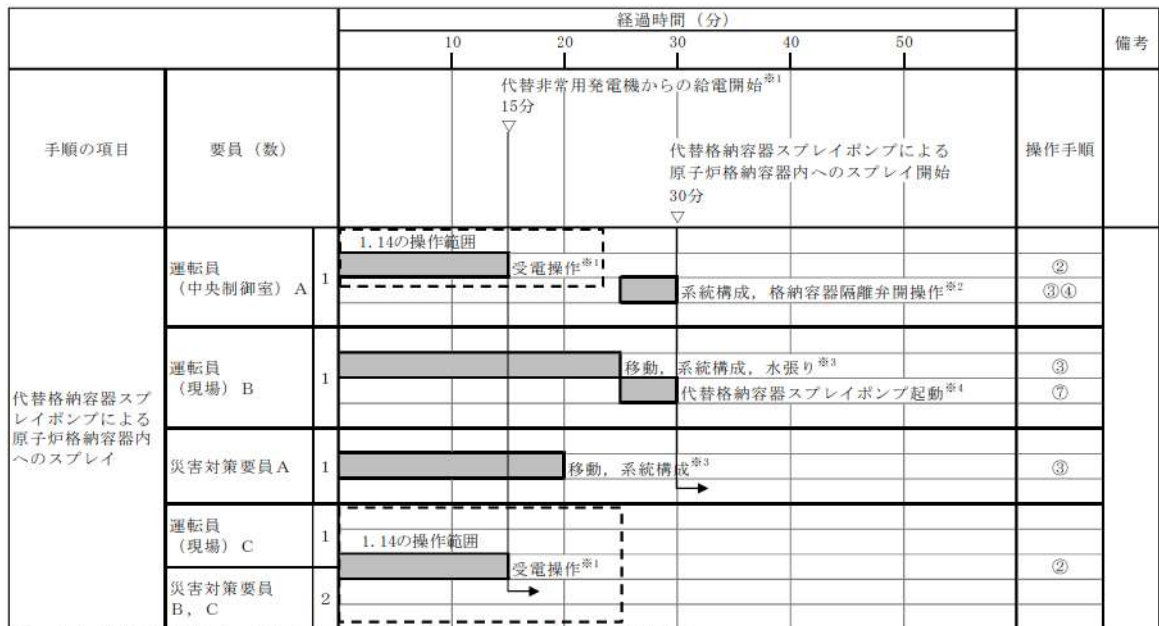 経過時間（分）
10 20 30 40 50
備考
手順の項目
要員（数）
操作手順
代替非常用発電機からの給電開始※1
15分
▽
代替格納容器スプレイポンプによる
原子炉格納容器内へのスプレイ開始
30分
▽
代替格納容器スプ
レイポンプによる
原子炉格納容器内
へのスプレイ
運転員
（中央制御室）A
1
1.14の操作範囲
受電操作※1
②
系統構成，格納容器隔離弁開操作※2
③④
運転員
（現場）B
1
移動，系統構成，水張り※3
③
代替格納容器スプレイポンプ起動※4
⑦
災害対策要員A
1
移動，系統構成※3
③
運転員
（現場）C
1
1.14の操作範囲
受電操作※1
②
災害対策要員
B，C
2